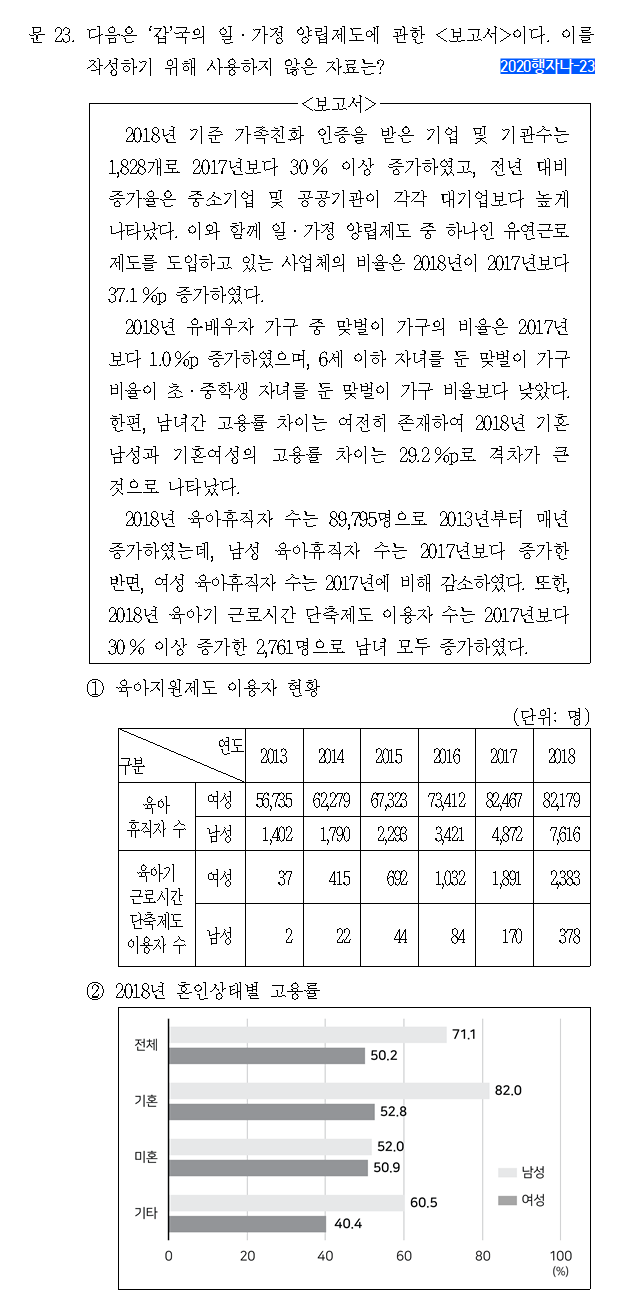 문 23. 다음은 ‘갑’국의 일·가정 양립제도에 관한 <보고서>이다. 이를
작성하기 위해 사용하지 않은 자료는?
2020행자나-23
<보고서>
2018년 기준 가족친화 인증을 받은 기업 및 기관수는
1,828개로 2017년보다 30 % 이상 증가하였고, 전년 대비
증가율은 중소기업 및 공공기관이 각각 대기업보다 높게
나타났다. 이와 함께 일·가정 양립제도 중 하나인 유연근로
제도를 도입하고 있는 사업체의 비율은 2018년이 2017년보다
37.1 %p 증가하였다.
2018년 유배우자 가구 중 맞벌이 가구의 비율은 2017년
보다 1.0 %p 증가하였으며, 6세 이하 자녀를 둔 맞벌이 가구
비율이 초·중학생 자녀를 둔 맞벌이 가구 비율보다 낮았다.
한편, 남녀간 고용률 차이는 여전히 존재하여 2018년 기혼
남성과 기혼여성의 고용률 차이는 29.2 %p로 격차가 큰
것으로 나타났다.
2018년 육아휴직자 수는 89,795명으로 2013년부터 매년
증가하였는데, 남성 육아휴직자 수는 2017년보다 증가한
반면, 여성 육아휴직자 수는 2017년에 비해 감소하였다. 또한,
2018년 육아기 근로시간 단축제도 이용자 수는 2017년보다
30 % 이상 증가한 2,761명으로 남녀 모두 증가하였다.
① 육아지원제도 이용자 현황
(단위: 명)
구분 연도 2013 2014 2015 2016 2017 2018
육아 휴직자 수 여성 56,735 62,279 67,323 73,412 82,467 82,179
남성 1,402 1,790 2,293 3,421 4,872 7,616
육아기 근로시간 단축제도 이용자 수 여성 37 415 692 1,032 1,891 2,383
남성 2 22 44 84 170 378
② 2018년 혼인상태별 고용률
전체 71.1
50.2
기혼 82.0
52.8
미혼 52.0
50.9
기타 60.5
40.4
남성
여성
0 20 40 60 80 100
(%)